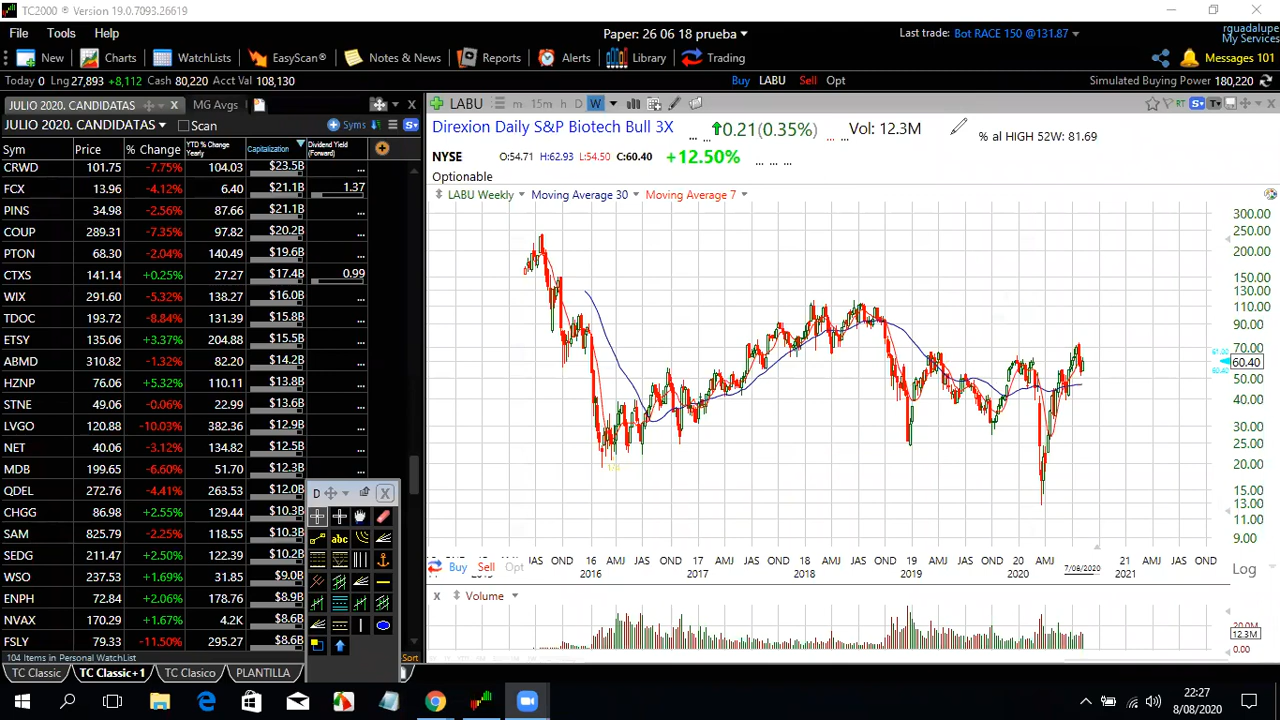 TC2000 ® Version 19.0.7093.26619
File Tools Help Paper: 26 06 18 prueba Last trade: Bot RACE 150 @131.87 rguadalupe
My Services
New Charts WatchLists EasyScan® Notes & News Reports Alerts Library Trading Messages 101
Today 0 Lng 27,893 +8,112 Cash 80,220 Acct Val 108,130 Buy LABU Sell Opt Simulated Buying Power 180,220
JULIO 2020. CANDIDATAS X MV Avgs LABU m 15m h D W RT
JULIO 2020. CANDIDATAS Scan Syms Direxion Daily S&P Biotech Bull 3X 0.21(0.35%) ... ... Vol: 12.3M % al HIGH 52W: 81.69
Sym Price % Change YTD % Change Yearly Capitalization Dividend Yield (Forward)
NYSE O:54.71 H:62.93 L:54.50 C:60.40 +12.50% ... ... ...
Optionable
LABU Weekly Moving Average 30 Moving Average 7
CRWD 101.75 -7.75% 104.03 $23.5B ...
FCX 13.96 -4.12% 6.40 $21.1B 1.37
PINS 34.98 -2.56% 87.66 $21.1B ...
COUP 289.31 -7.35% 97.82 $20.2B ...
PTON 68.30 -2.04% 140.49 $19.6B ...
CTXS 141.14 +0.25% 27.27 $17.4B 0.99
WIX 291.60 -5.32% 138.27 $16.0B ...
TDOC 193.72 -8.84% 131.39 $15.8B ...
ETSY 135.06 +3.37% 204.88 $15.5B ...
ABMD 310.82 -1.32% 82.20 $14.2B ...
HZNP 76.06 +5.32% 110.11 $13.8B ...
STNE 49.06 -0.06% 22.99 $13.6B ...
LVGO 120.88 -10.03% 382.36 $12.9B ...
NET 40.06 -3.12% 134.82 $12.5B ...
MDB 199.65 -6.60% 51.70 $12.3B ...
QDEL 272.76 -4.41% 263.53 $12.0B
CHGG 86.98 +2.55% 129.44 $10.3B
SAM 825.79 -2.25% 118.55 $10.3B
SEDG 211.47 +2.50% 122.39 $10.2B
WSO 237.53 +1.69% 31.85 $9.0B
ENPH 72.84 +2.06% 178.76 $8.9B
NVAX 170.29 +1.67% 4.2K $8.6B
FSLY 79.33 -11.50% 295.27 $8.6B
D X
abc
300.00
250.00
200.00
150.00
130.00
110.00
90.00
70.00
61.00
60.40 60.40
50.00
40.00
30.00
25.00
20.00
15.00
13.00
11.00
9.00
JAS OND 16 AMJ JAS OND 17 AMJ JAS OND 18 AMJ JAS OND 19 AMJ JAS OND 20 AMJ 7/08/2020 21 AMJ JAS OND
2016 2017 2018 2019 2020 2021
Buy Sell Opt Log
X Volume
20.0M
12.3M
0.00
104 Items in Personal WatchList Sort
TC Classic TC Classic+1 TC Clasico PLANTILLA
22:27
8/08/2020